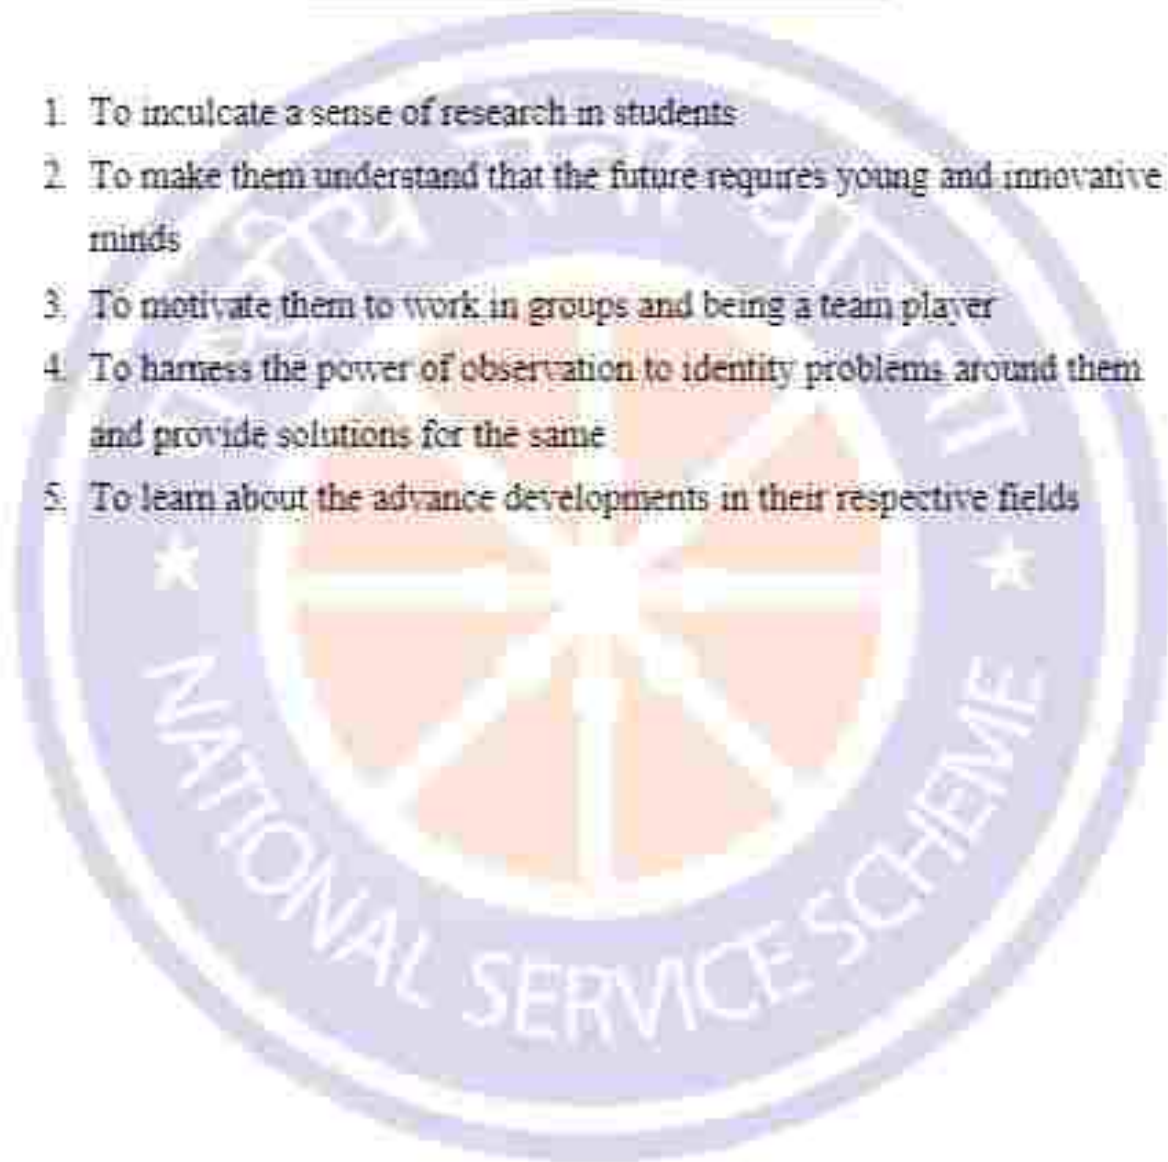 1. To inculcate a sense of research in students
2. To make them understand that the future requires young and innovative
minds
3. To motivate them to work in groups and being a team player
4. To harness the power of observation to identity problems around them
and provide solutions for the same
5. To learn about the advance developments in their respective fields
राष्ट्रीय सेवा योजना
NATIONAL SERVICE SCHEME